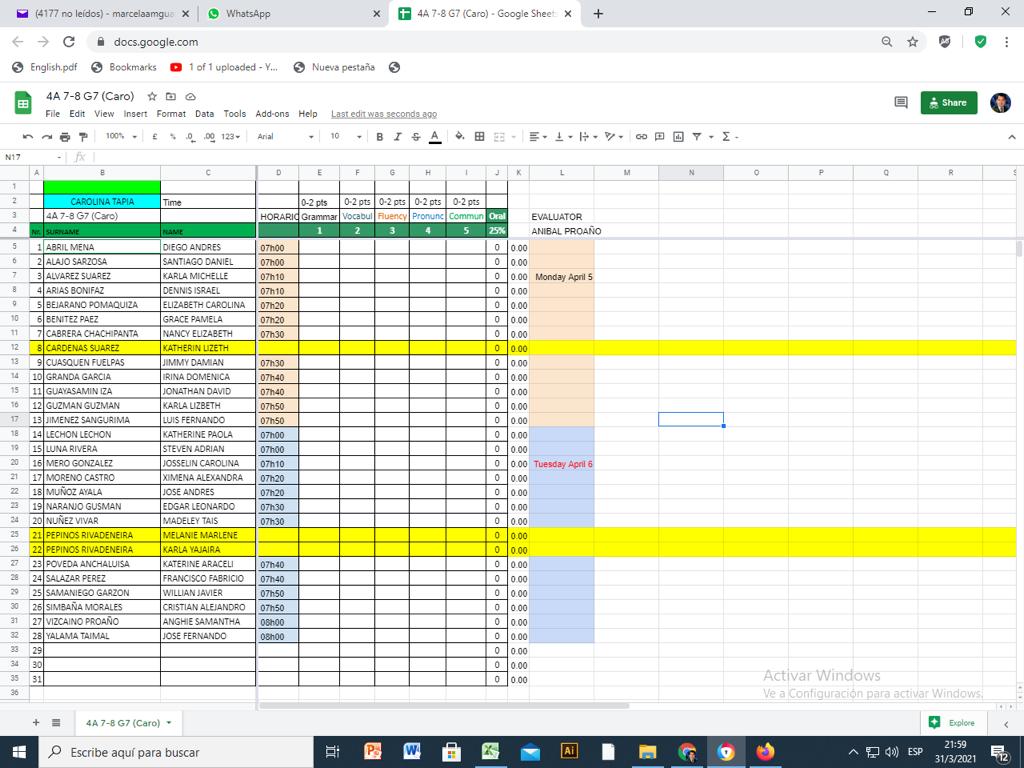 (4177 no leídos) - marcelaamgua
WhatsApp
4A 7-8 G7 (Caro) - Google Sheet
docs.google.com
English.pdf
Bookmarks
1 of 1 uploaded - Y...
Nueva pestaña
4A 7-8 G7 (Caro)
File Edit View Insert Format Data Tools Add-ons Help Last edit was seconds ago
Share
100% £ % .0 .00 123 Arial 10 B I S A
N17 fx
A B C D E F G H I J K L M N O P Q R S
1
2 CAROLINA TAPIA Time 0-2 pts 0-2 pts 0-2 pts 0-2 pts 0-2 pts
3 4A 7-8 G7 (Caro) HORARIO Grammar Vocabul Fluency Pronunc Commun Oral EVALUATOR
4 Nr. SURNAME NAME 1 2 3 4 5 25% ANIBAL PROAÑO
5 1 ABRIL MENA DIEGO ANDRES 07h00 0 0.00
6 2 ALAJO SARZOSA SANTIAGO DANIEL 07h00 0 0.00
7 3 ALVAREZ SUAREZ KARLA MICHELLE 07h10 0 0.00 Monday April 5
8 4 ARIAS BONIFAZ DENNIS ISRAEL 07h10 0 0.00
9 5 BEJARANO POMAQUIZA ELIZABETH CAROLINA 07h20 0 0.00
10 6 BENITEZ PAEZ GRACE PAMELA 07h20 0 0.00
11 7 CABRERA CHACHIPANTA NANCY ELIZABETH 07h30 0 0.00
12 8 CARDENAS SUAREZ KATHERIN LIZETH 0 0.00
13 9 CUASQUEN FUELPAS JIMMY DAMIAN 07h30 0 0.00
14 10 GRANDA GARCIA IRINA DOMENICA 07h40 0 0.00
15 11 GUAYASAMIN IZA JONATHAN DAVID 07h40 0 0.00
16 12 GUZMAN GUZMAN KARLA LIZBETH 07h50 0 0.00
17 13 JIMENEZ SANGURIMA LUIS FERNANDO 07h50 0 0.00
18 14 LECHON LECHON KATHERINE PAOLA 07h00 0 0.00
19 15 LUNA RIVERA STEVEN ADRIAN 07h00 0 0.00
20 16 MERO GONZALEZ JOSSELIN CAROLINA 07h10 0 0.00 Tuesday April 6
21 17 MORENO CASTRO XIMENA ALEXANDRA 07h20 0 0.00
22 18 MUÑOZ AYALA JOSE ANDRES 07h20 0 0.00
23 19 NARANJO GUSMAN EDGAR LEONARDO 07h30 0 0.00
24 20 NUÑEZ VIVAR MADELEY TAIS 07h30 0 0.00
25 21 PEPINOS RIVADENEIRA MELANIE MARLENE 0 0.00
26 22 PEPINOS RIVADENEIRA KARLA YAJAIRA 0 0.00
27 23 POVEDA ANCHALUISA KATERINE ARACELI 07h40 0 0.00
28 24 SALAZAR PEREZ FRANCISCO FABRICIO 07h40 0 0.00
29 25 SAMANIEGO GARZON WILLIAN JAVIER 07h50 0 0.00
30 26 SIMBAÑA MORALES CRISTIAN ALEJANDRO 07h50 0 0.00
31 27 VIZCAINO PROAÑO ANGHIE SAMANTHA 08h00 0 0.00
32 28 YALAMA TAIMAL JOSE FERNANDO 08h00 0 0.00
33 29 0 0.00
34 30 0 0.00
35 31 0 0.00
36
Activar Windows
Ve a Configuración para activar Windows.
4A 7-8 G7 (Caro)
Explore
Escribe aquí para buscar
ESP
21:59
31/3/2021
12